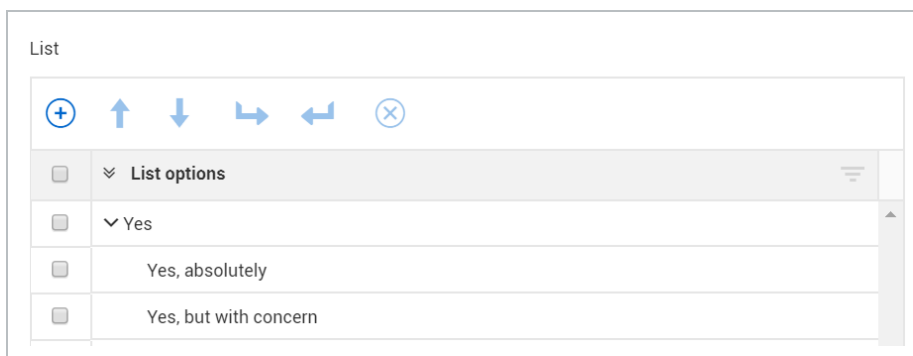 List
List options
Yes
Yes, absolutely
Yes, but with concern